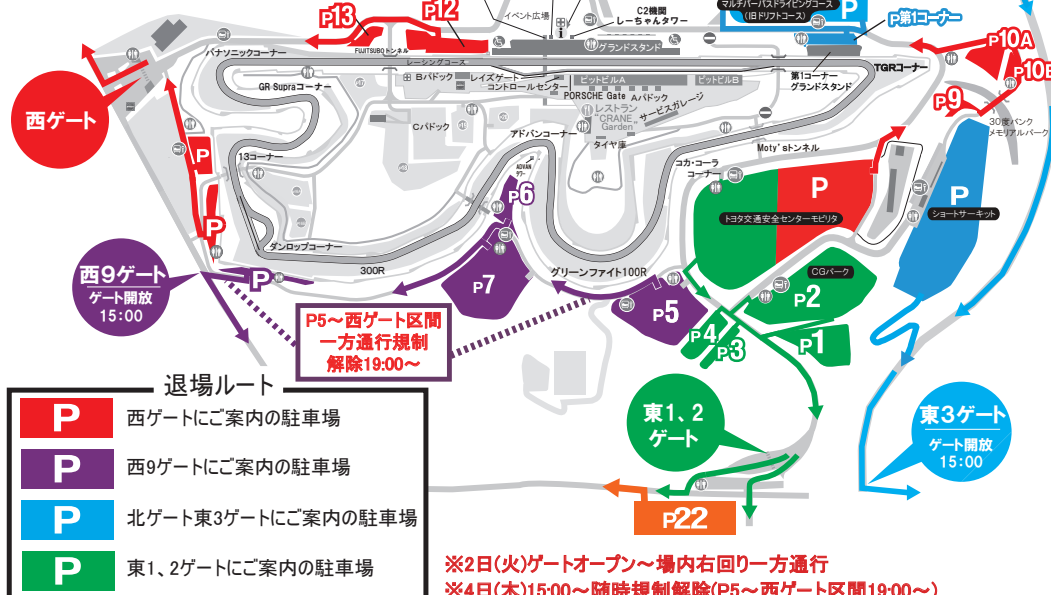 P13
P12
イベント広場
C2機関
しーちゃんタワー
マルチパーパスドライビングコース
(旧ドリフトコース)
P
P第1コーナー
P10A
P10B
パナソニックコーナー
FUJITSUBOトンネル
グランドスタンド
レーシングコース
Bパドック
レイズゲート
コントロールセンター
ピットビルA
ピットビルB
第1コーナー
グランドスタンド
TGRコーナー
GR Supraコーナー
PORSCHE Gate
Aパドック
サービスガレージ
レストラン
"CRANE"
Garden
P9
30度バンク
メモリアルパーク
西ゲート
Cパドック
アドバンコーナー
タイヤ庫
Moty'sトンネル
P
13コーナー
ADVAN
タワー
コカ・コーラ
コーナー
P6
P
P
P
トヨタ交通安全センターモビリタ
ショートサーキット
ダンロップコーナー
300R
グリーンファイト100R
CGパーク
西9ゲート
ゲート開放
15:00
P
P7
P5
P2
P4
P3
P1
P5～西ゲート区間
一方通行規制
解除19:00～
退場ルート
P 西ゲートにご案内の駐車場
P 西9ゲートにご案内の駐車場
P 北ゲート東3ゲートにご案内の駐車場
P 東1、2ゲートにご案内の駐車場
東1、2
ゲート
東3ゲート
ゲート開放
15:00
P22
※2日(火)ゲートオープン～場内右回り一方通行
※4日(木)15:00～随時規制解除(P5～西ゲート区間19:00～)